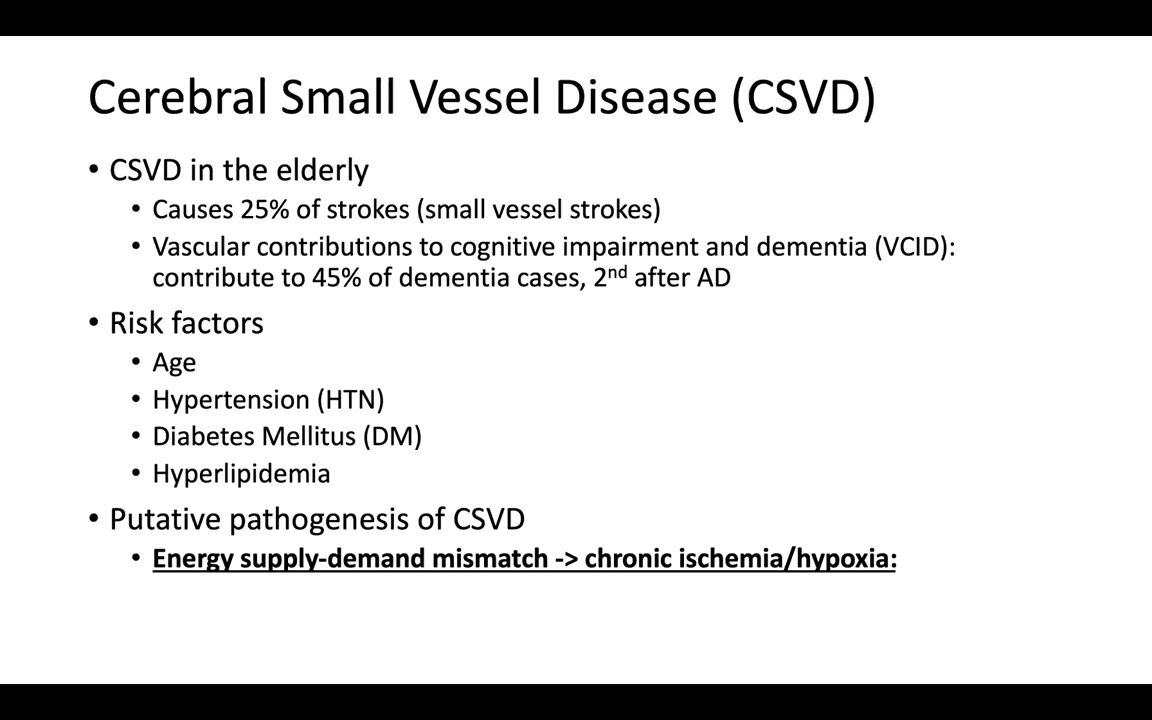 Cerebral Small Vessel Disease (CSVD)
• CSVD in the elderly
• Causes 25% of strokes (small vessel strokes)
• Vascular contributions to cognitive impairment and dementia (VCID):
contribute to 45% of dementia cases, 2nd after AD
• Risk factors
• Age
• Hypertension (HTN)
• Diabetes Mellitus (DM)
• Hyperlipidemia
• Putative pathogenesis of CSVD
• Energy supply-demand mismatch -> chronic ischemia/hypoxia: